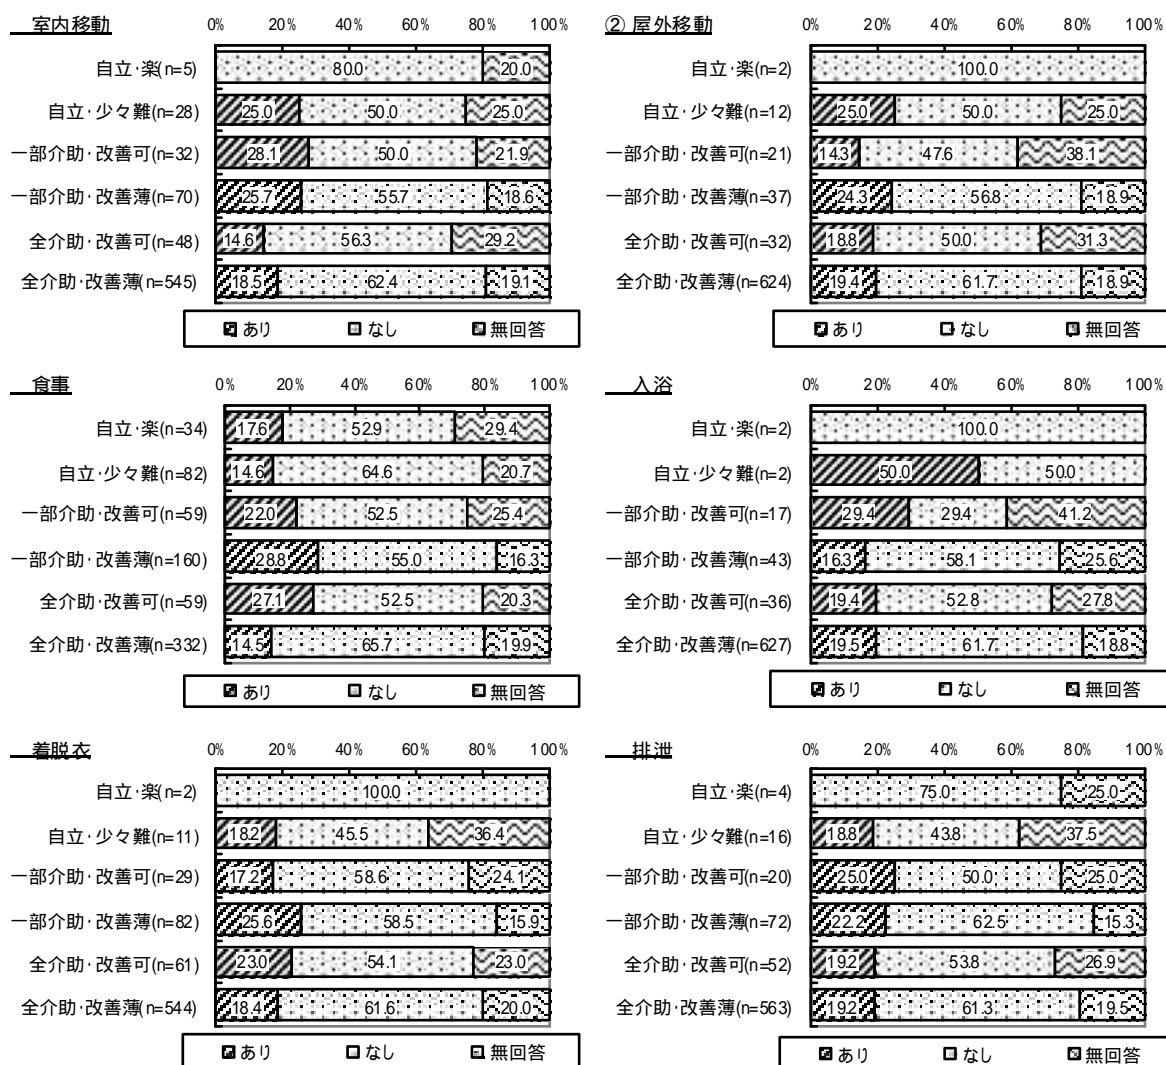 室内移動
0% 20% 40% 60% 80% 100%
自立・楽(n=5) 80.0 20.0
自立・少々難(n=28) 25.0 50.0 25.0
一部介助・改善可(n=32) 28.1 50.0 21.9
一部介助・改善薄(n=70) 25.7 55.7 18.6
全介助・改善可(n=48) 14.6 56.3 29.2
全介助・改善薄(n=545) 18.5 62.4 19.1
あり なし 無回答
② 屋外移動
0% 20% 40% 60% 80% 100%
自立・楽(n=2) 100.0
自立・少々難(n=12) 25.0 50.0 25.0
一部介助・改善可(n=21) 14.3 47.6 38.1
一部介助・改善薄(n=37) 24.3 56.8 18.9
全介助・改善可(n=32) 18.8 50.0 31.3
全介助・改善薄(n=624) 19.4 61.7 18.9
あり なし 無回答
食事
0% 20% 40% 60% 80% 100%
自立・楽(n=34) 17.6 52.9 29.4
自立・少々難(n=82) 14.6 64.6 20.7
一部介助・改善可(n=59) 22.0 52.5 25.4
一部介助・改善薄(n=160) 28.8 55.0 16.3
全介助・改善可(n=59) 27.1 52.5 20.3
全介助・改善薄(n=332) 14.5 65.7 19.9
あり なし 無回答
入浴
0% 20% 40% 60% 80% 100%
自立・楽(n=2) 100.0
自立・少々難(n=2) 50.0 50.0
一部介助・改善可(n=17) 29.4 29.4 41.2
一部介助・改善薄(n=43) 16.3 58.1 25.6
全介助・改善可(n=36) 19.4 52.8 27.8
全介助・改善薄(n=627) 19.5 61.7 18.8
あり なし 無回答
着脱衣
0% 20% 40% 60% 80% 100%
自立・楽(n=2) 100.0
自立・少々難(n=11) 18.2 45.5 36.4
一部介助・改善可(n=29) 17.2 58.6 24.1
一部介助・改善薄(n=82) 25.6 58.5 15.9
全介助・改善可(n=61) 23.0 54.1 23.0
全介助・改善薄(n=544) 18.4 61.6 20.0
あり なし 無回答
排泄
0% 20% 40% 60% 80% 100%
自立・楽(n=4) 75.0 25.0
自立・少々難(n=16) 18.8 43.8 37.5
一部介助・改善可(n=20) 25.0 50.0 25.0
一部介助・改善薄(n=72) 22.2 62.5 15.3
全介助・改善可(n=52) 19.2 53.8 26.9
全介助・改善薄(n=563) 19.2 61.3 19.5
あり なし 無回答